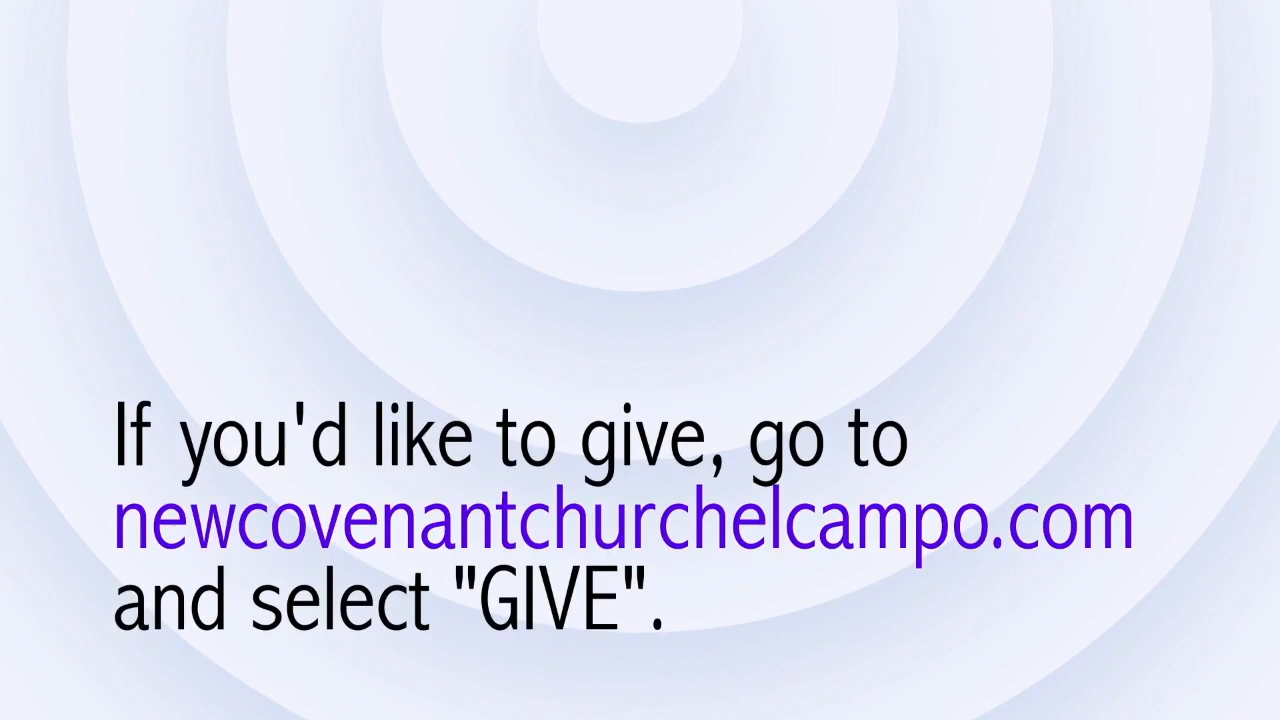 If you'd like to give, go to
newcovenantchurchelcampo.com
and select "GIVE".